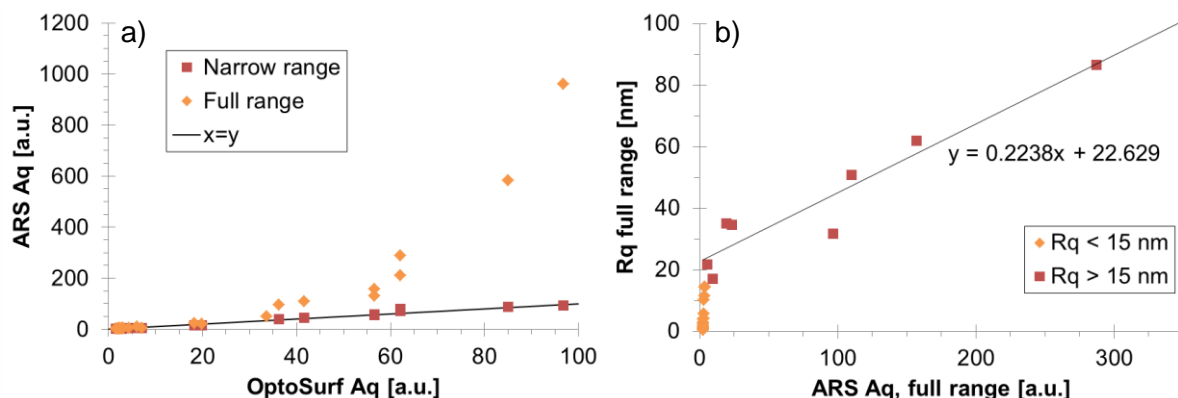 a)
1200
1000
800
600
400
200
0
ARS Aq [a.u.]
Narrow range
Full range
x=y
0 20 40 60 80 100
OptoSurf Aq [a.u.]
b)
100
80
60
40
20
0
Rq full range [nm]
y = 0.2238x + 22.629
Rq < 15 nm
Rq > 15 nm
0 100 200 300
ARS Aq, full range [a.u.]